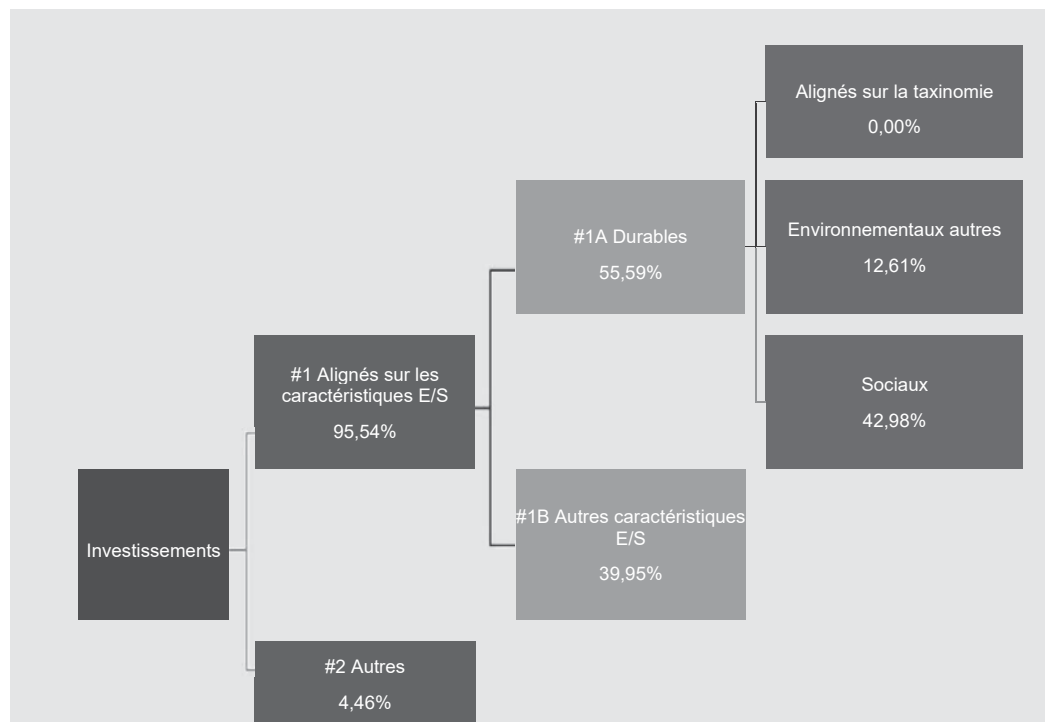 Alignés sur la taxinomie
0,00%
#1A Durables
55,59%
Environnementaux autres
12,61%
#1 Alignés sur les
caractéristiques E/S
95,54%
Sociaux
42,98%
Investissements
#1B Autres caractéristiques
E/S
39,95%
#2 Autres
4,46%